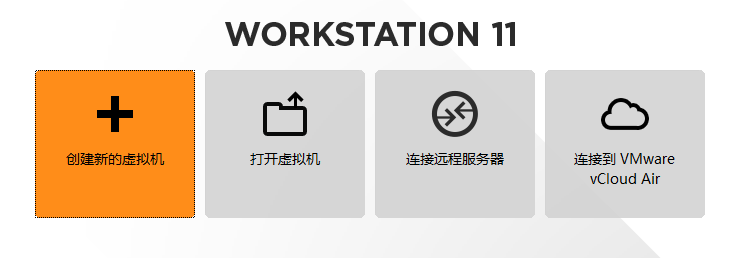 WORKSTATION 11
创建新的虚拟机
打开虚拟机
连接远程服务器
连接到 VMware
vCloud Air